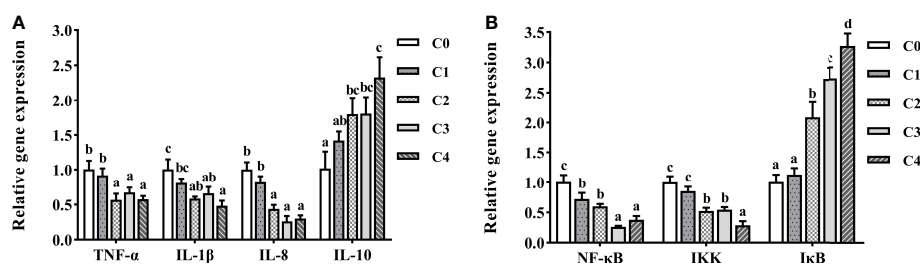 A
Relative gene expression
3.0
2.5
2.0
1.5
1.0
0.5
0.0
b b a a a
c bc ab ab a
b b a a a
a ab bc bc c
TNF-α IL-1β IL-8 IL-10
C0
C1
C2
C3
C4
B
Relative gene expression
3.5
3.0
2.5
2.0
1.5
1.0
0.5
0.0
c b b a a
c c b b a
a a b c d
NF-κB IKK IκB
C0
C1
C2
C3
C4